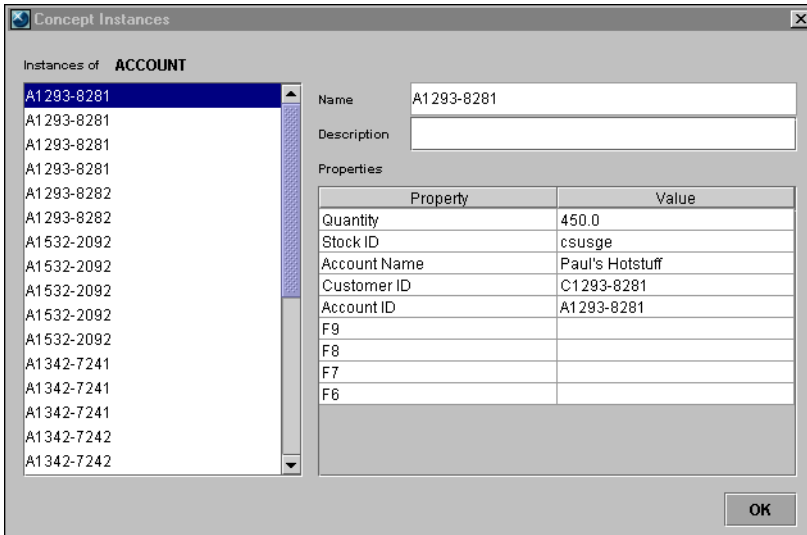 Concept Instances
Instances of ACCOUNT
A1293-8281
A1293-8281
A1293-8281
A1293-8281
A1293-8282
A1293-8282
A1532-2092
A1532-2092
A1532-2092
A1532-2092
A1532-2092
A1342-7241
A1342-7241
A1342-7241
A1342-7242
A1342-7242
Name A1293-8281
Description
Properties
Property Value
Quantity 450.0
Stock ID csusge
Account Name Paul's Hotstuff
Customer ID C1293-8281
Account ID A1293-8281
F9
F8
F7
F6
OK